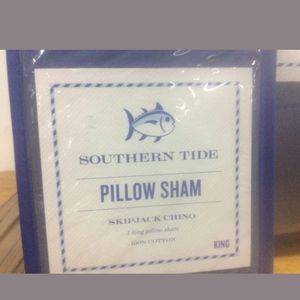 SOUTHERN TIDE
PILLOW SHAM
SKIPJACK CHINO
1 king pillow sham
100% COTTON
KING